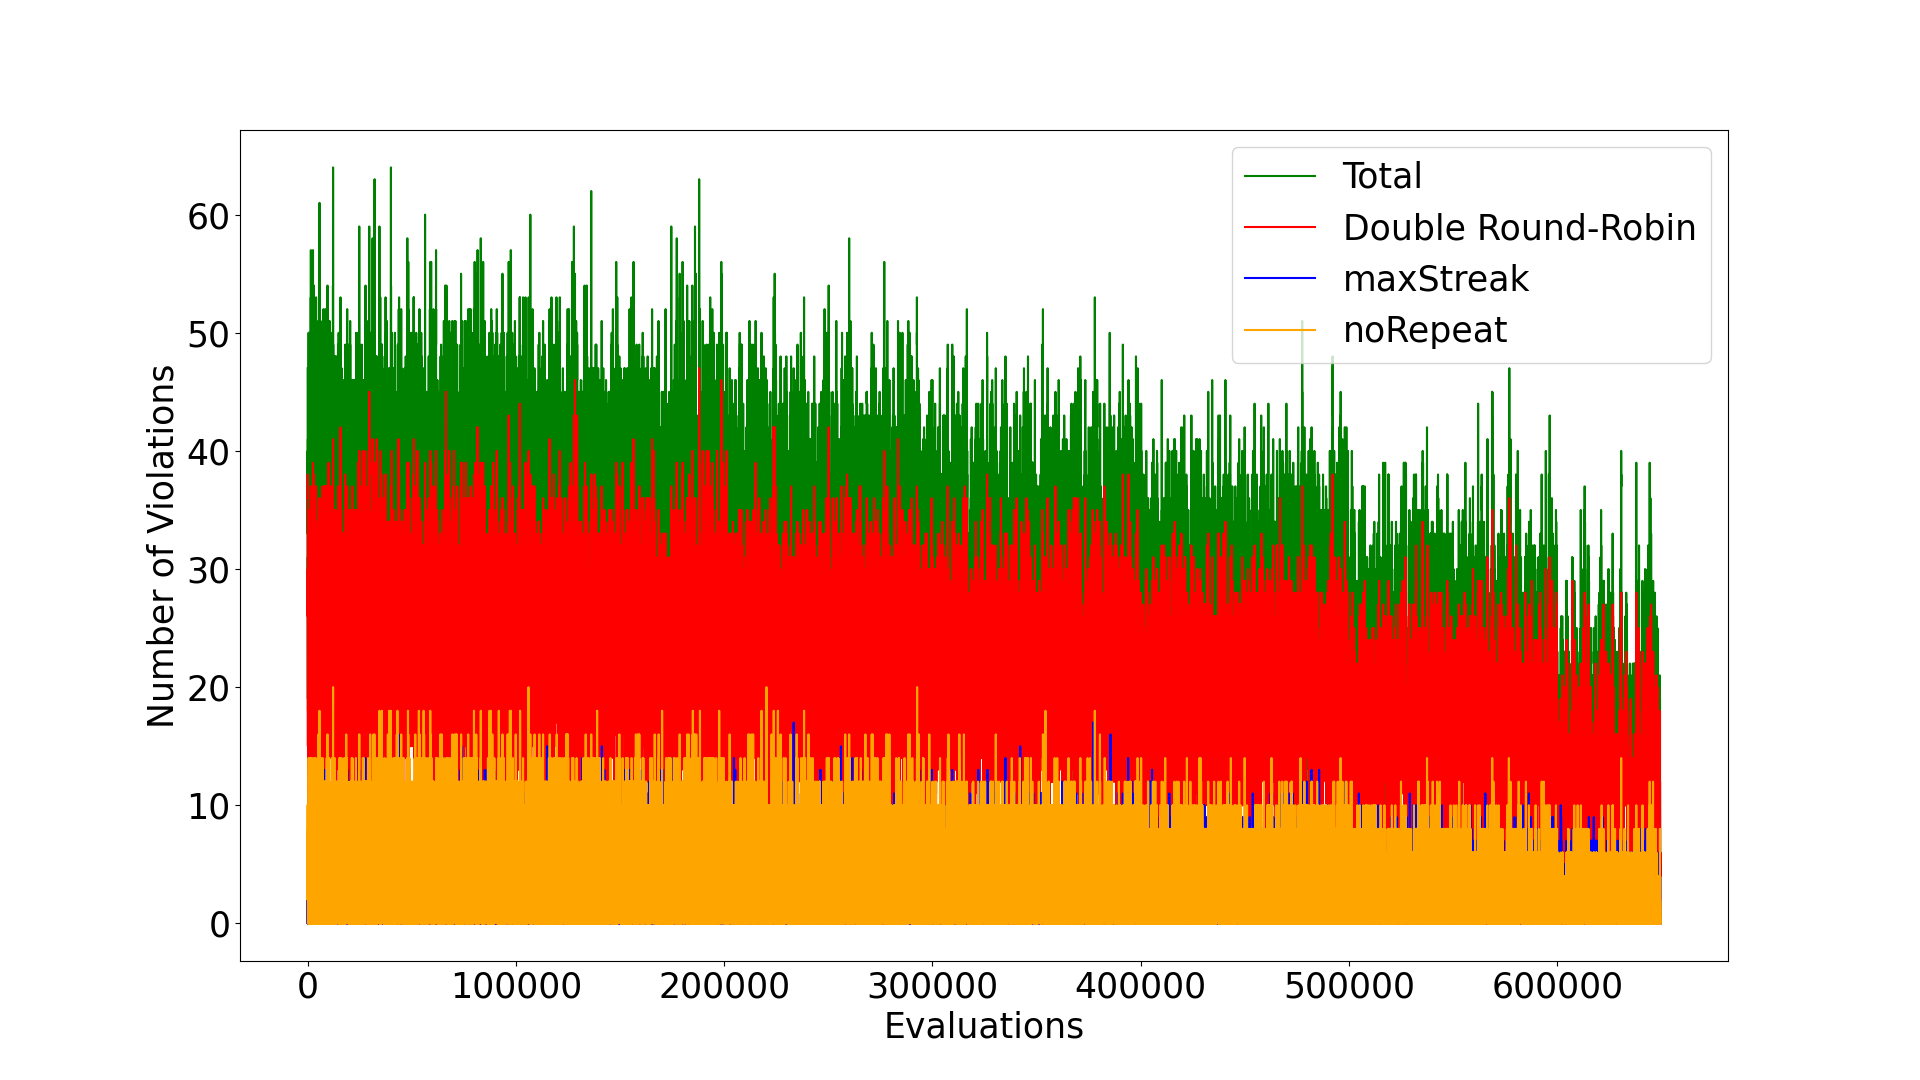 Total
Double Round-Robin
maxStreak
noRepeat
Number of Violations
60
50
40
30
20
10
0
0 100000 200000 300000 400000 500000 600000
Evaluations